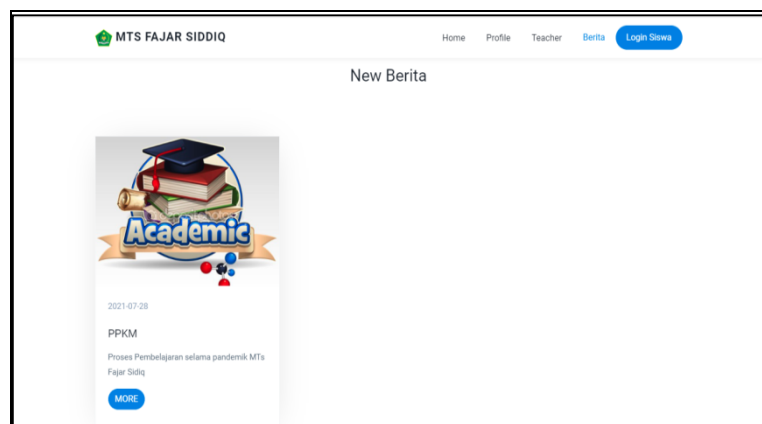 MTS FAJAR SIDDIQ
Home Profile Teacher Berita Login Siswa
New Berita
Academic
2021-07-28
PPKM
Proses Pembelajaran selama pandemik MTs
Fajar Sidiq
MORE